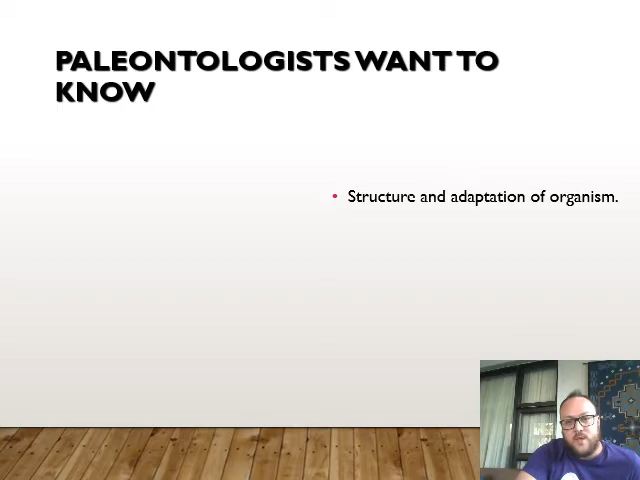 PALEONTOLOGISTS WANT TO
KNOW
• Structure and adaptation of organism.